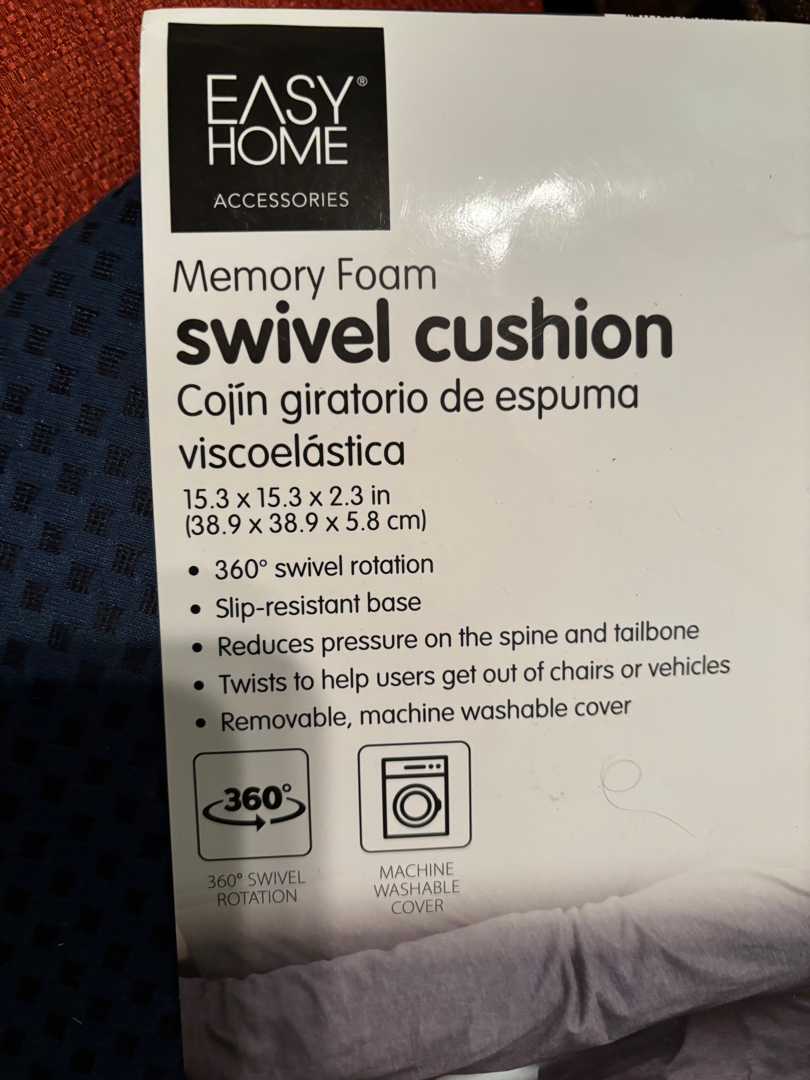 EASY®
HOME
ACCESSORIES
Memory Foam
swivel cushion
Cojín giratorio de espuma
viscoelástica
15.3 x 15.3 x 2.3 in
(38.9 x 38.9 x 5.8 cm)
• 360° swivel rotation
• Slip-resistant base
• Reduces pressure on the spine and tailbone
• Twists to help users get out of chairs or vehicles
• Removable, machine washable cover
360°
360° SWIVEL
ROTATION
MACHINE
WASHABLE
COVER